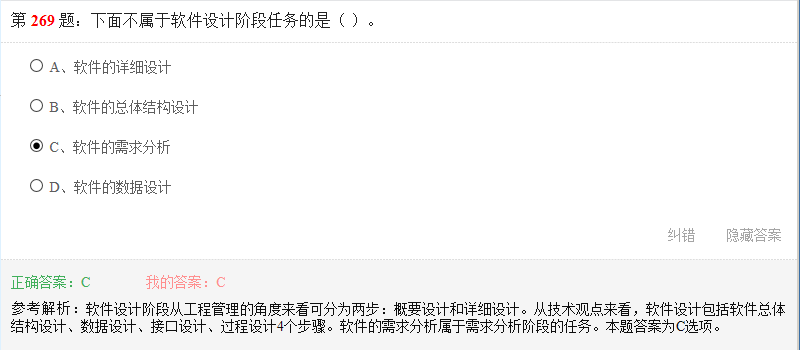 第 269 题：下面不属于软件设计阶段任务的是（ ）。
A、软件的详细设计
B、软件的总体结构设计
C、软件的需求分析
D、软件的数据设计
纠错 隐藏答案
正确答案：C 我的答案：C
参考解析：软件设计阶段从工程管理的角度来看可分为两步：概要设计和详细设计。从技术观点来看，软件设计包括软件总体
结构设计、数据设计、接口设计、过程设计4个步骤。软件的需求分析属于需求分析阶段的任务。本题答案为C选项。